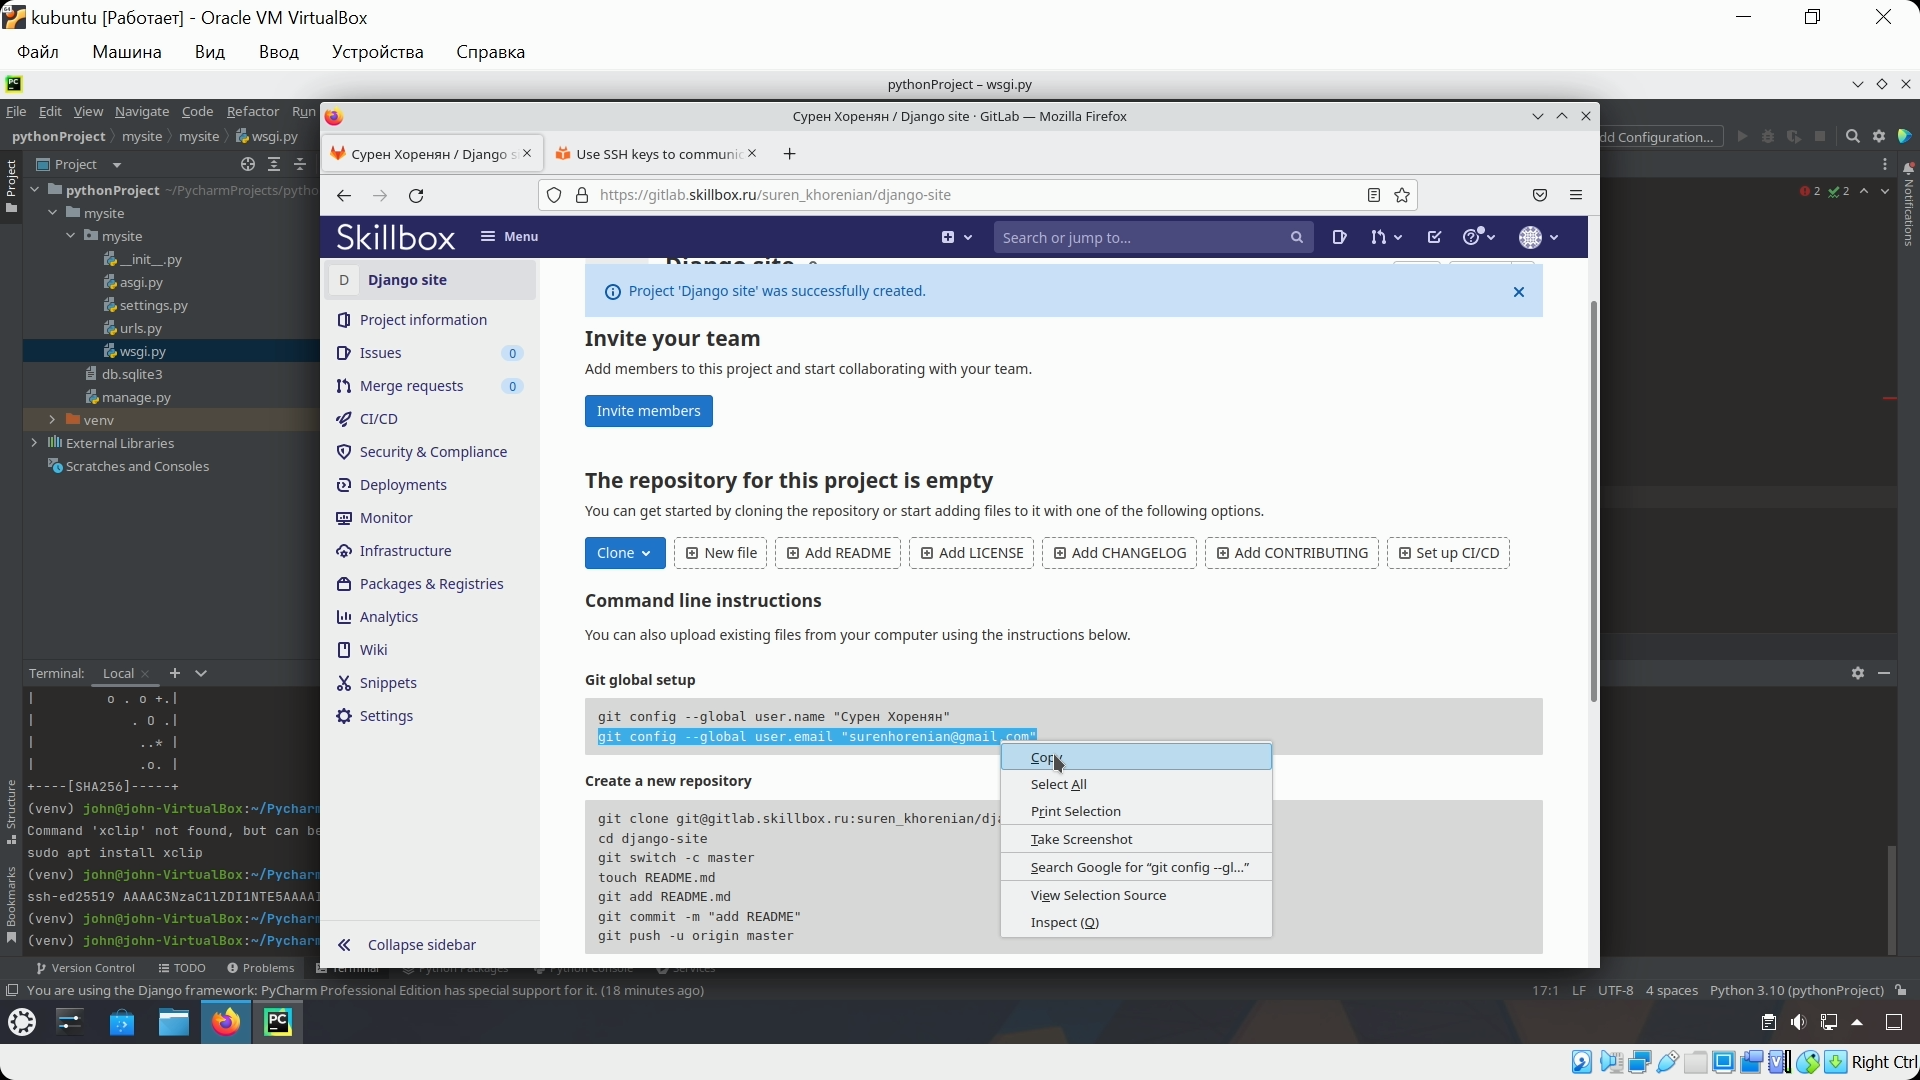 kubuntu [Работает] - Oracle VM VirtualBox
Файл Машина Вид Ввод Устройства Справка
pythonProject – wsgi.py
File Edit View Navigate Code Refactor Run
Сурен Хоренян / Django site · GitLab — Mozilla Firefox
pythonProject mysite mysite wsgi.py
dd Configuration...
Сурен Хоренян / Django s
Use SSH keys to communic
Project
pythonProject ~/PycharmProjects/pytho
https://gitlab.skillbox.ru/suren_khorenian/django-site
2 2
Notifications
Skillbox Menu Search or jump to...
mysite
mysite
__init__.py
asgi.py
settings.py
urls.py
wsgi.py
db.sqlite3
manage.py
venv
External Libraries
Scratches and Consoles
D Django site
Project information
Issues 0
Merge requests 0
CI/CD
Security & Compliance
Deployments
Monitor
Infrastructure
Packages & Registries
Analytics
Wiki
Snippets
Settings
Collapse sidebar
Django site
Project 'Django site' was successfully created.
Invite your team
Add members to this project and start collaborating with your team.
Invite members
The repository for this project is empty
You can get started by cloning the repository or start adding files to it with one of the following options.
Clone New file Add README Add LICENSE Add CHANGELOG Add CONTRIBUTING Set up CI/CD
Command line instructions
You can also upload existing files from your computer using the instructions below.
Git global setup
git config --global user.name "Сурен Хоренян"
git config --global user.email "surenhorenian@gmail.com"
Create a new repository
git clone git@gitlab.skillbox.ru:suren_khorenian/dja
cd django-site
git switch -c master
touch README.md
git add README.md
git commit -m "add README"
git push -u origin master
Copy
Select All
Print Selection
Take Screenshot
Search Google for “git config --gl...”
View Selection Source
Inspect (Q)
Terminal: Local
| o . o +.|
| . O .|
| ..* |
| .o. |
+----[SHA256]-----+
(venv) john@john-VirtualBox:~/Pycharm
Command 'xclip' not found, but can be
sudo apt install xclip
(venv) john@john-VirtualBox:~/Pycharm
ssh-ed25519 AAAAC3NzaC1lZDI1NTE5AAAAI
(venv) john@john-VirtualBox:~/Pycharm
(venv) john@john-VirtualBox:~/Pycharm
Structure
Bookmarks
Version Control TODO Problems Terminal Python Packages Python Console Services
You are using the Django framework: PyCharm Professional Edition has special support for it. (18 minutes ago)
17:1 LF UTF-8 4 spaces Python 3.10 (pythonProject)
Right Ctrl